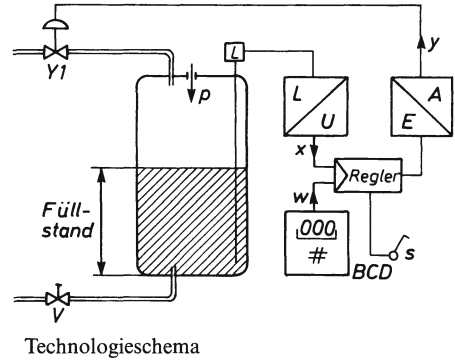 y
Y1
L
p
L
U
A
E
x
Regler
w
Füll-
stand
000
#
BCD
s
V
Technologieschema